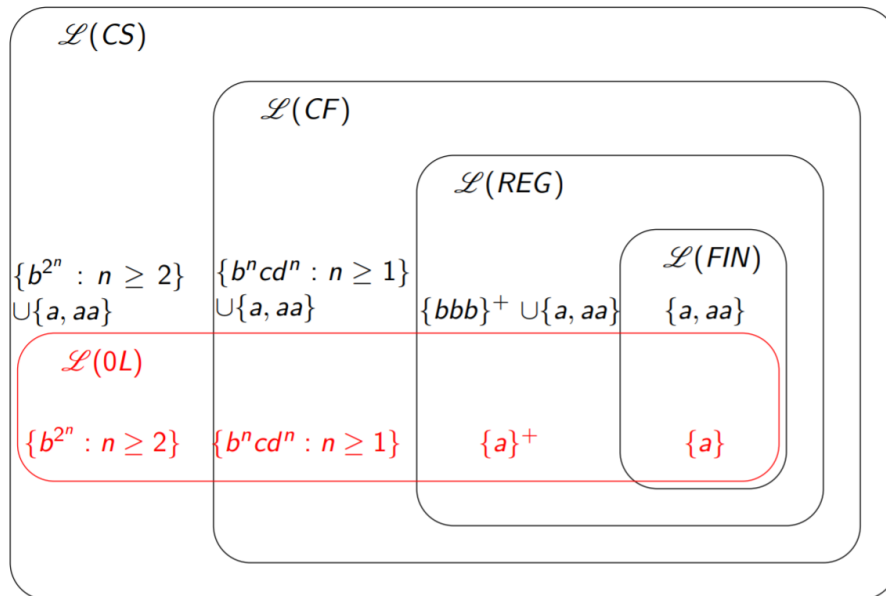 ℒ(CS)
ℒ(CF)
ℒ(REG)
ℒ(FIN)
{b^{2^n} : n ≥ 2}
∪{a, aa}
{b^n cd^n : n ≥ 1}
∪{a, aa}
{bbb}^+ ∪{a, aa}
{a, aa}
ℒ(0L)
{b^{2^n} : n ≥ 2}
{b^n cd^n : n ≥ 1}
{a}^+
{a}